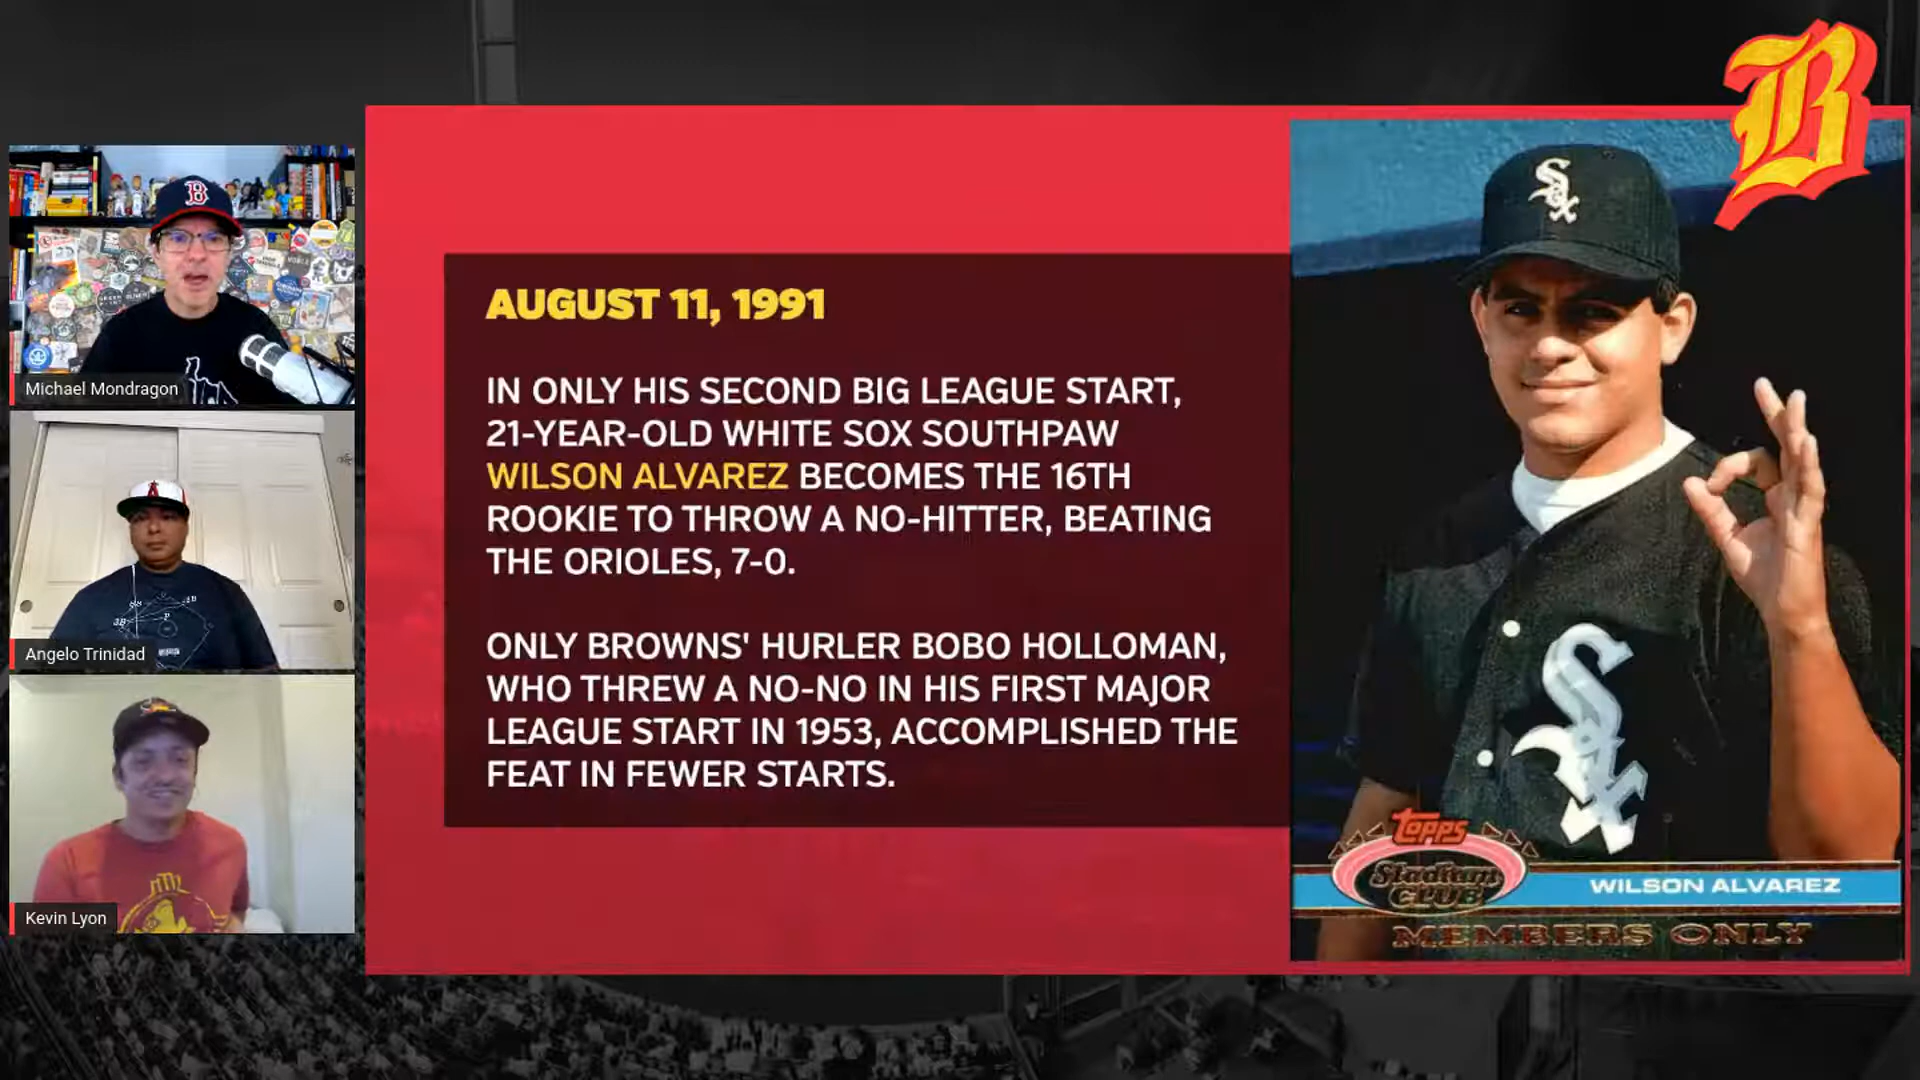 B
B
Michael Mondragon
A
Angelo Trinidad
Kevin Lyon
AUGUST 11, 1991
IN ONLY HIS SECOND BIG LEAGUE START,
21-YEAR-OLD WHITE SOX SOUTHPAW
WILSON ALVAREZ BECOMES THE 16TH
ROOKIE TO THROW A NO-HITTER, BEATING
THE ORIOLES, 7-0.
ONLY BROWNS' HURLER BOBO HOLLOMAN,
WHO THREW A NO-NO IN HIS FIRST MAJOR
LEAGUE START IN 1953, ACCOMPLISHED THE
FEAT IN FEWER STARTS.
Sox
Sox
Topps
Stadium
CLUB
WILSON ALVAREZ
MEMBERS ONLY